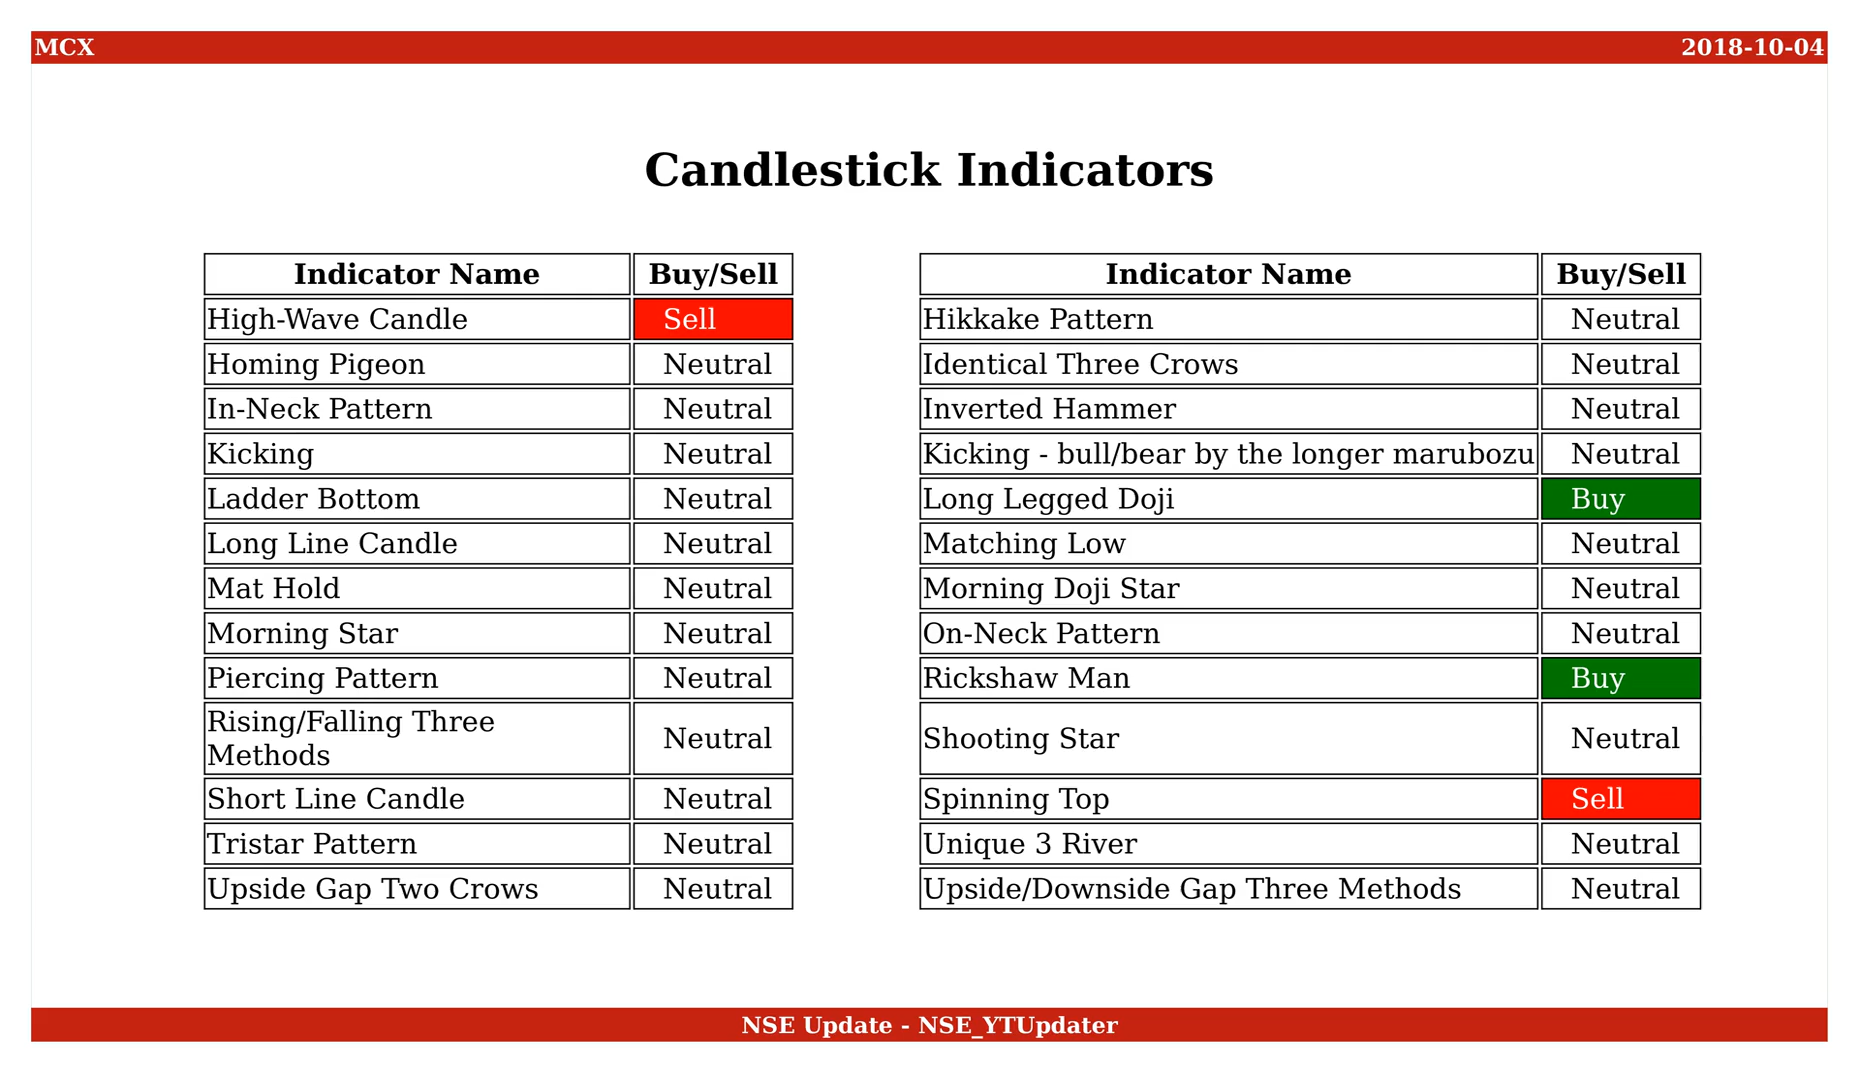 MCX 2018-10-04
Candlestick Indicators
Indicator Name Buy/Sell
High-Wave Candle Sell
Homing Pigeon Neutral
In-Neck Pattern Neutral
Kicking Neutral
Ladder Bottom Neutral
Long Line Candle Neutral
Mat Hold Neutral
Morning Star Neutral
Piercing Pattern Neutral
Rising/Falling Three
Methods Neutral
Short Line Candle Neutral
Tristar Pattern Neutral
Upside Gap Two Crows Neutral
Indicator Name Buy/Sell
Hikkake Pattern Neutral
Identical Three Crows Neutral
Inverted Hammer Neutral
Kicking - bull/bear by the longer marubozu Neutral
Long Legged Doji Buy
Matching Low Neutral
Morning Doji Star Neutral
On-Neck Pattern Neutral
Rickshaw Man Buy
Shooting Star Neutral
Spinning Top Sell
Unique 3 River Neutral
Upside/Downside Gap Three Methods Neutral
NSE Update - NSE_YTUpdater